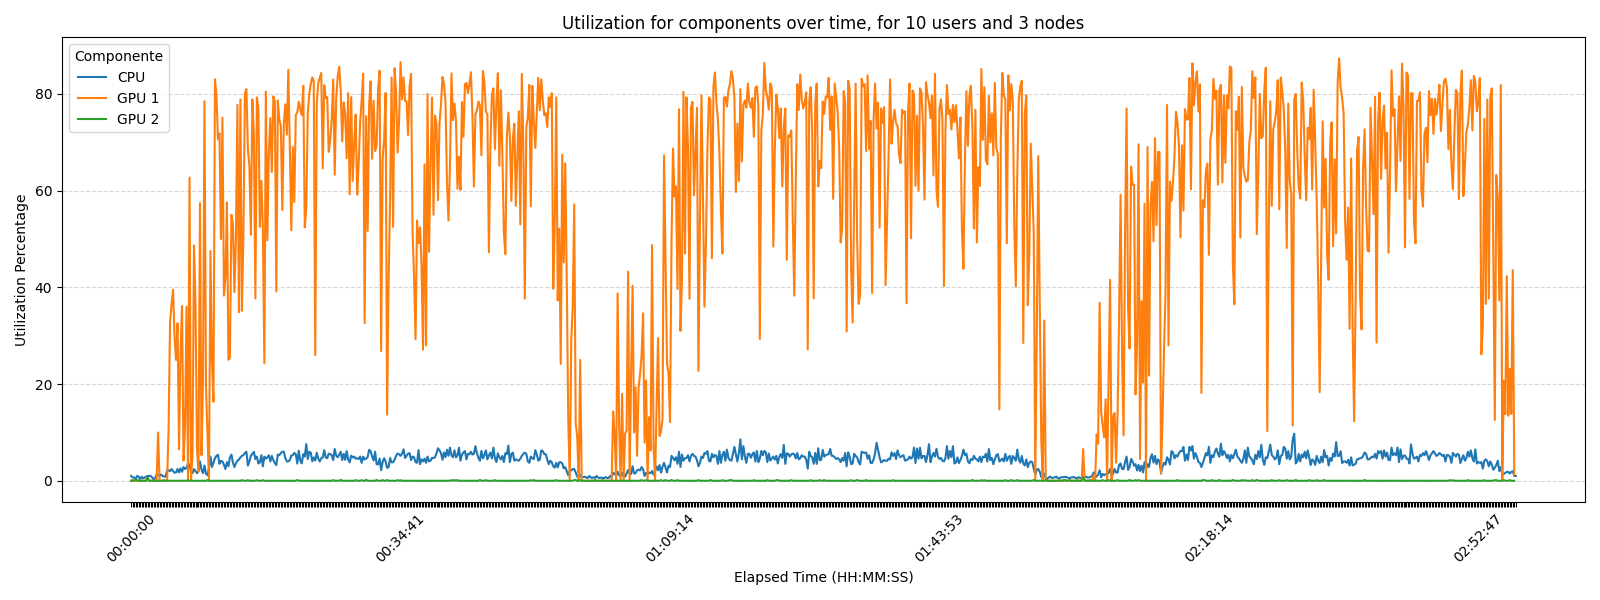 Utilization for components over time, for 10 users and 3 nodes
Componente
CPU
GPU 1
GPU 2
Utilization Percentage
80
60
40
20
0
00:00:00
00:34:41
01:09:14
01:43:53
02:18:14
02:52:47
Elapsed Time (HH:MM:SS)